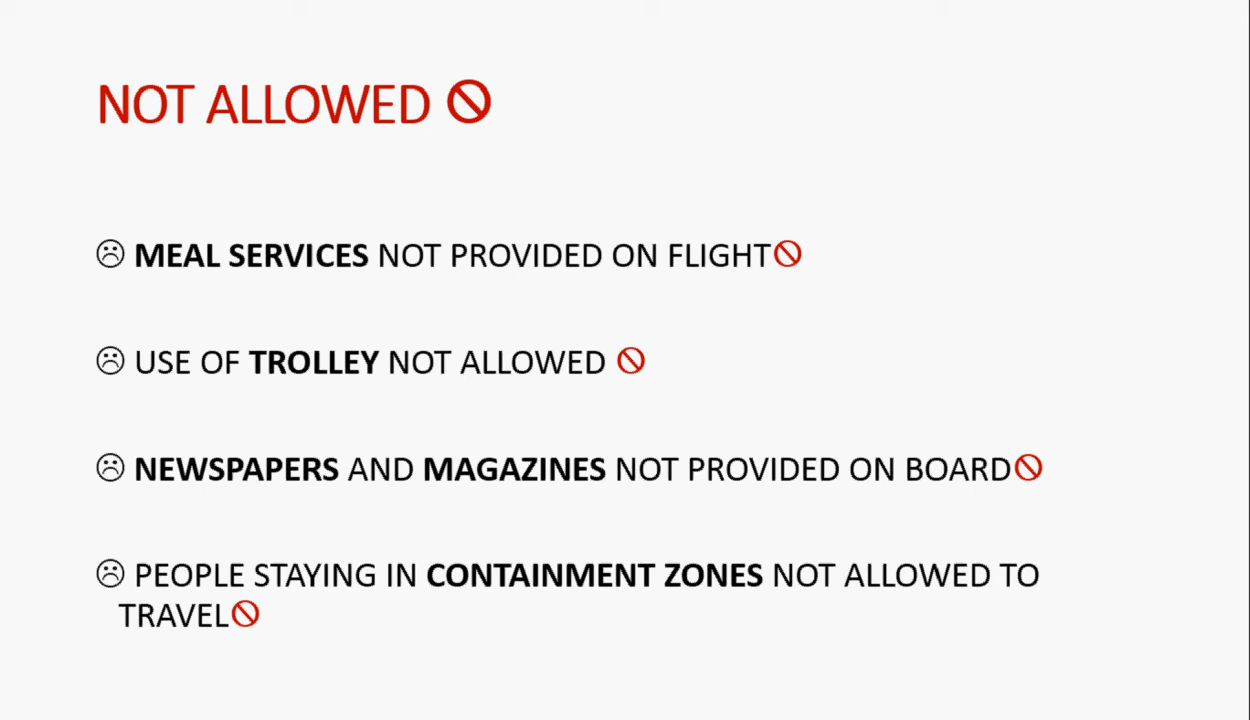 NOT ALLOWED 🚫
☹ MEAL SERVICES NOT PROVIDED ON FLIGHT🚫
☹ USE OF TROLLEY NOT ALLOWED 🚫
☹ NEWSPAPERS AND MAGAZINES NOT PROVIDED ON BOARD🚫
☹ PEOPLE STAYING IN CONTAINMENT ZONES NOT ALLOWED TO
TRAVEL🚫